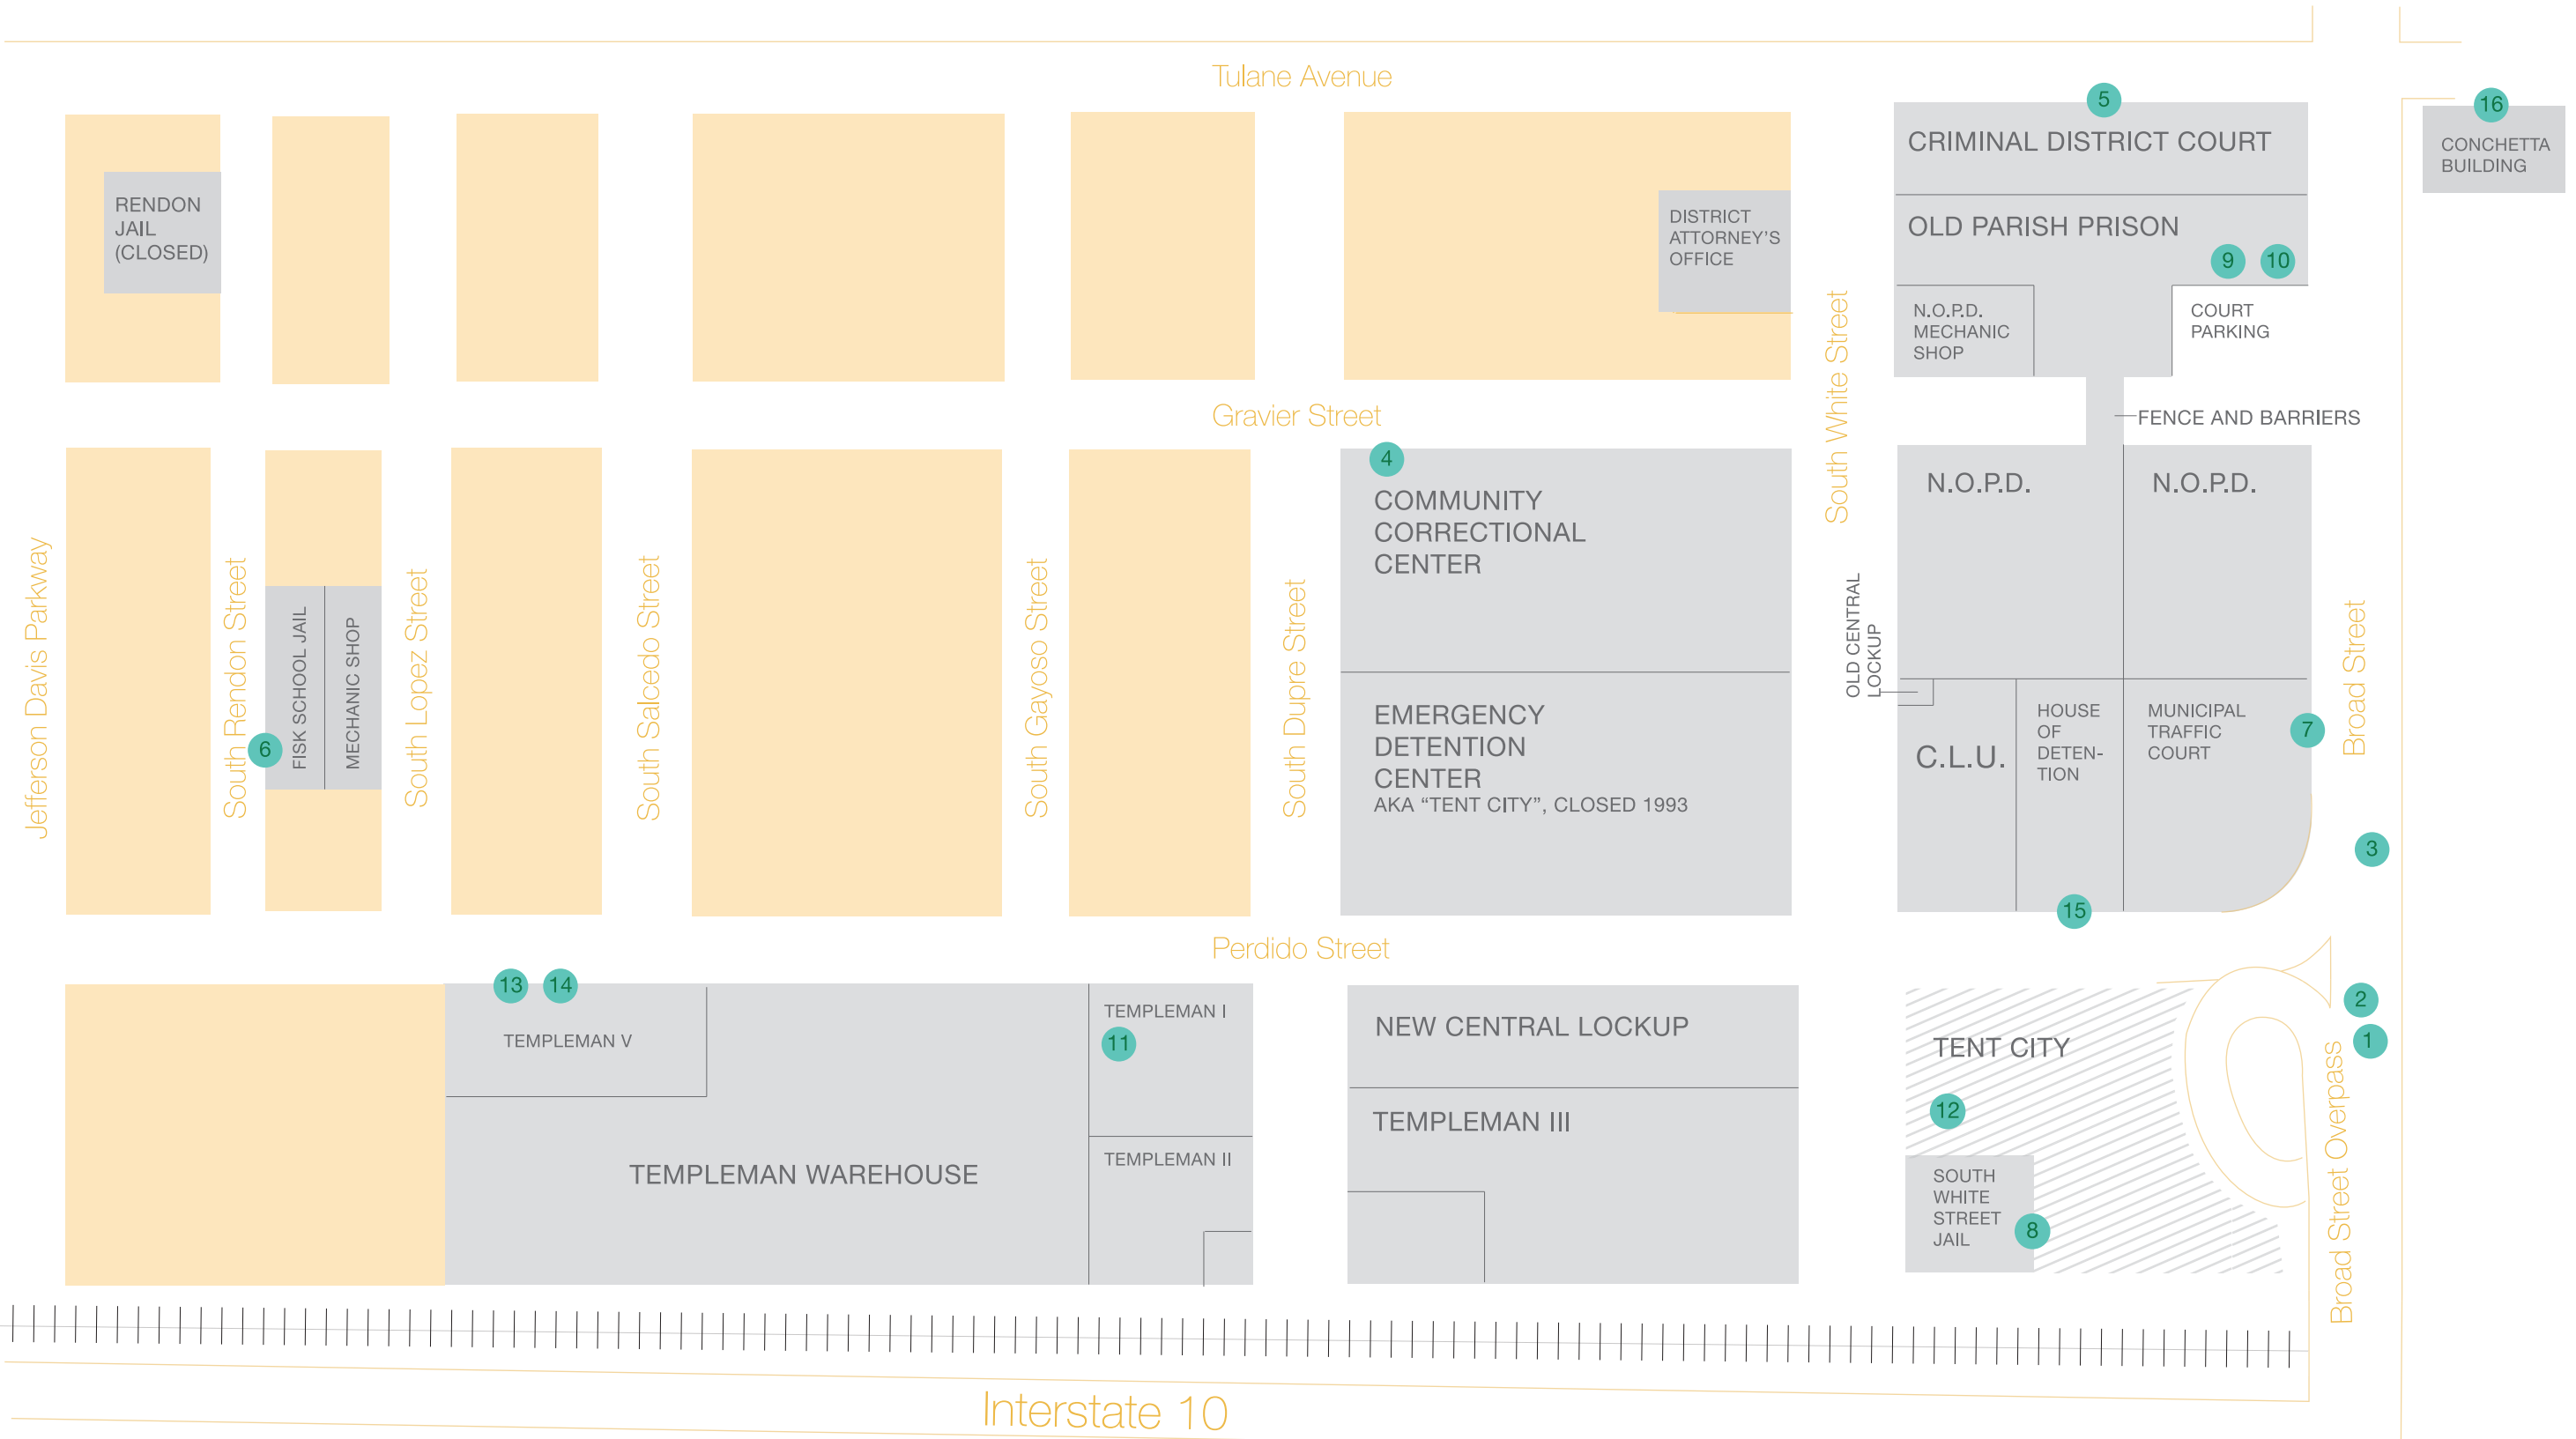 Tulane Avenue
5
16
CRIMINAL DISTRICT COURT
CONCHETTA
BUILDING
RENDON
JAIL
(CLOSED)
DISTRICT
ATTORNEY'S
OFFICE
OLD PARISH PRISON
9
10
N.O.P.D.
MECHANIC
SHOP
COURT
PARKING
South White Street
Gravier Street
FENCE AND BARRIERS
4
COMMUNITY
CORRECTIONAL
CENTER
N.O.P.D.
N.O.P.D.
Jefferson Davis Parkway
South Rendon Street
6
FISK SCHOOL JAIL
MECHANIC SHOP
South Lopez Street
South Salcedo Street
South Gayoso Street
South Dupre Street
EMERGENCY
DETENTION
CENTER
AKA “TENT CITY”, CLOSED 1993
OLD CENTRAL
LOCKUP
C.L.U.
HOUSE
OF
DETEN-
TION
MUNICIPAL
TRAFFIC
COURT
7
Broad Street
3
15
Perdido Street
13
14
TEMPLEMAN V
TEMPLEMAN I
11
TEMPLEMAN II
TEMPLEMAN WAREHOUSE
NEW CENTRAL LOCKUP
TEMPLEMAN III
TENT CITY
12
SOUTH
WHITE
STREET
JAIL
8
2
1
Broad Street Overpass
Interstate 10